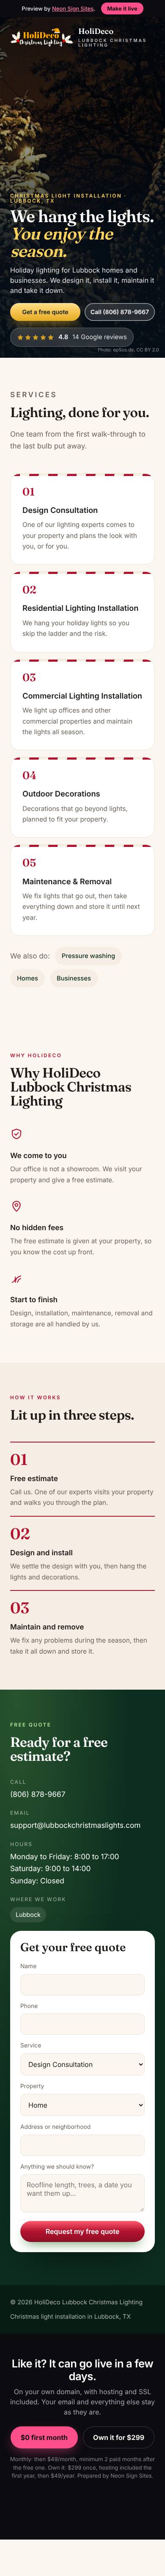 Preview by Neon Sign Sites.
Make it live
HoliDeco
Christmas Lighting, Inc.
HoliDeco
LUBBOCK CHRISTMAS
LIGHTING
CHRISTMAS LIGHT INSTALLATION ·
LUBBOCK, TX
We hang the lights.
You enjoy the
season.
Holiday lighting for Lubbock homes and
businesses. We design it, install it, maintain it
and take it down.
Get a free quote
Call (806) 878-9667
★★★★★ 4.8 14 Google reviews
Photo: epSos.de, CC BY 2.0
SERVICES
Lighting, done for you.
One team from the first walk-through to
the last bulb put away.
01
Design Consultation
One of our lighting experts comes to
your property and plans the look with
you, or for you.
02
Residential Lighting Installation
We hang your holiday lights so you
skip the ladder and the risk.
03
Commercial Lighting Installation
We light up offices and other
commercial properties and maintain
the lights all season.
04
Outdoor Decorations
Decorations that go beyond lights,
planned to fit your property.
05
Maintenance & Removal
We fix lights that go out, then take
everything down and store it until next
year.
We also do:
Pressure washing
Homes
Businesses
WHY HOLIDECO
Why HoliDeco
Lubbock Christmas
Lighting
We come to you
Our office is not a showroom. We visit your
property and give a free estimate.
No hidden fees
The free estimate is given at your property, so
you know the cost up front.
Start to finish
Design, installation, maintenance, removal and
storage are all handled by us.
HOW IT WORKS
Lit up in three steps.
01
Free estimate
Call us. One of our experts visits your property
and walks you through the plan.
02
Design and install
We settle the design with you, then hang the
lights and decorations.
03
Maintain and remove
We fix any problems during the season, then
take it all down and store it.
FREE QUOTE
Ready for a free
estimate?
CALL
(806) 878-9667
EMAIL
support@lubbockchristmaslights.com
HOURS
Monday to Friday: 8:00 to 17:00
Saturday: 9:00 to 14:00
Sunday: Closed
WHERE WE WORK
Lubbock
Get your free quote
Name
Phone
Service
Design Consultation
Property
Home
Address or neighborhood
Anything we should know?
Roofline length, trees, a date you
want them up...
Request my free quote
© 2026 HoliDeco Lubbock Christmas Lighting
Christmas light installation in Lubbock, TX
Like it? It can go live in a few
days.
On your own domain, with hosting and SSL
included. Your email and everything else stay
as they are.
$0 first month
Own it for $299
Monthly: then $49/month, minimum 2 paid months after
the free one. Own it: $299 once, hosting included the
first year, then $49/year. Prepared by Neon Sign Sites.